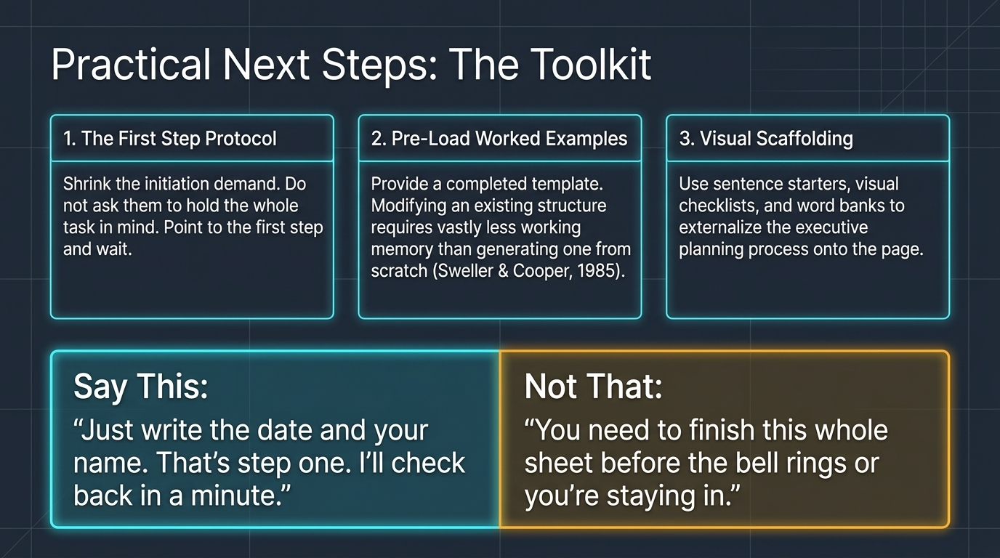 Practical Next Steps: The Toolkit
1. The First Step Protocol
Shrink the initiation demand. Do
not ask them to hold the whole
task in mind. Point to the first step
and wait.
2. Pre-Load Worked Examples
Provide a completed template.
Modifying an existing structure
requires vastly less working
memory than generating one from
scratch (Sweller & Cooper, 1985).
3. Visual Scaffolding
Use sentence starters, visual
checklists, and word banks to
externalize the executive
planning process onto the page.
Say This:
“Just write the date and your
name. That’s step one. I’ll check
back in a minute.”
Not That:
“You need to finish this whole
sheet before the bell rings or
you’re staying in.”